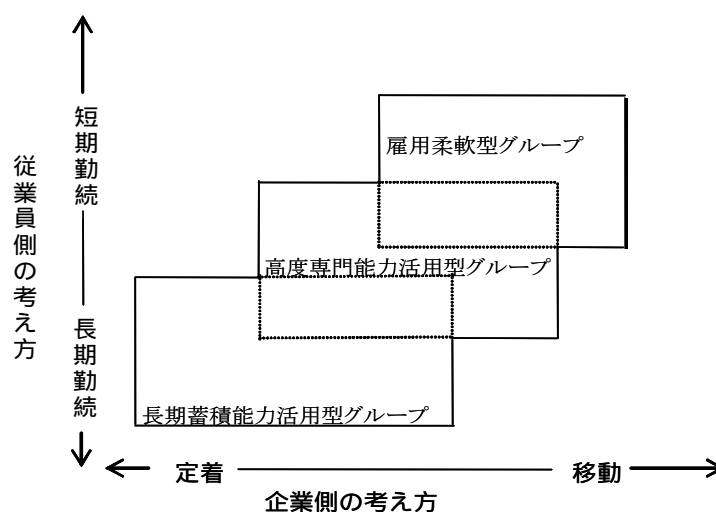 短期勤続
雇用柔軟型グループ
従業員側の考え方
高度専門能力活用型グループ
長期勤続
長期蓄積能力活用型グループ
定着
移動
企業側の考え方